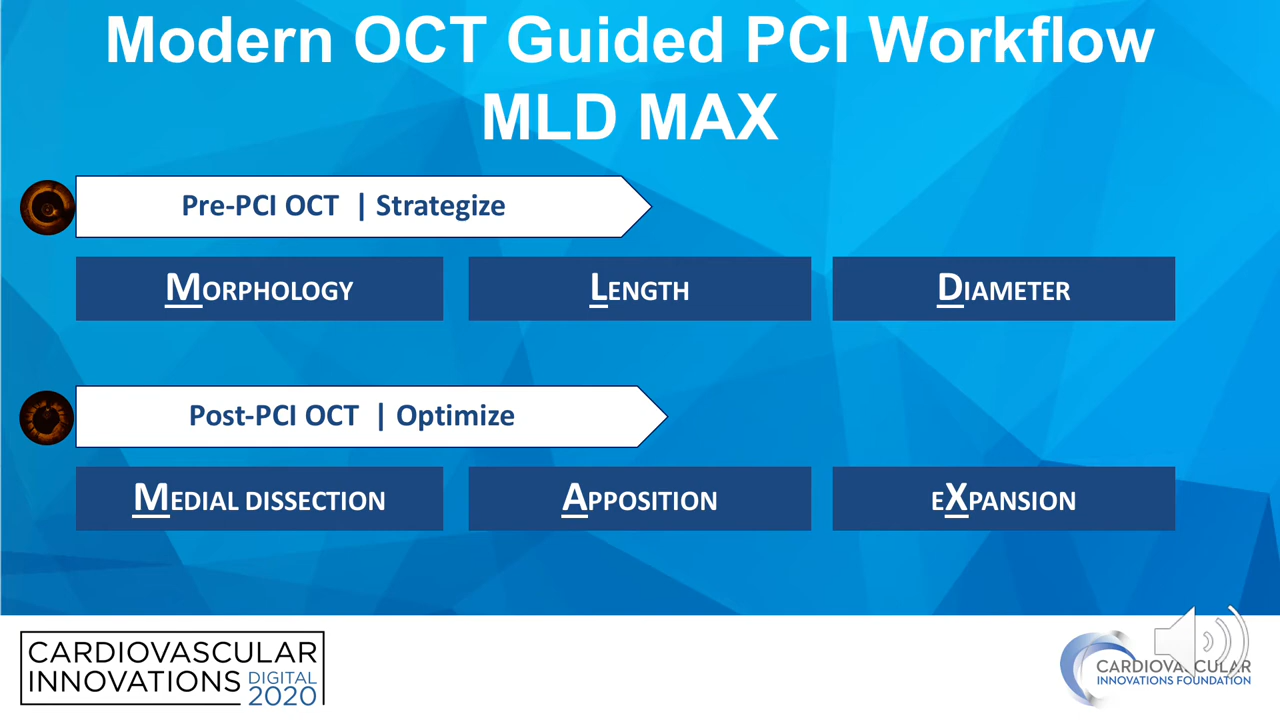 Modern OCT Guided PCI Workflow
MLD MAX
Pre-PCI OCT | Strategize
MORPHOLOGY
LENGTH
DIAMETER
Post-PCI OCT | Optimize
MEDIAL DISSECTION
APPOSITION
EXPANSION
CARDIOVASCULAR
INNOVATIONS DIGITAL
2020
CARDIOVASCULAR
INNOVATIONS FOUNDATION